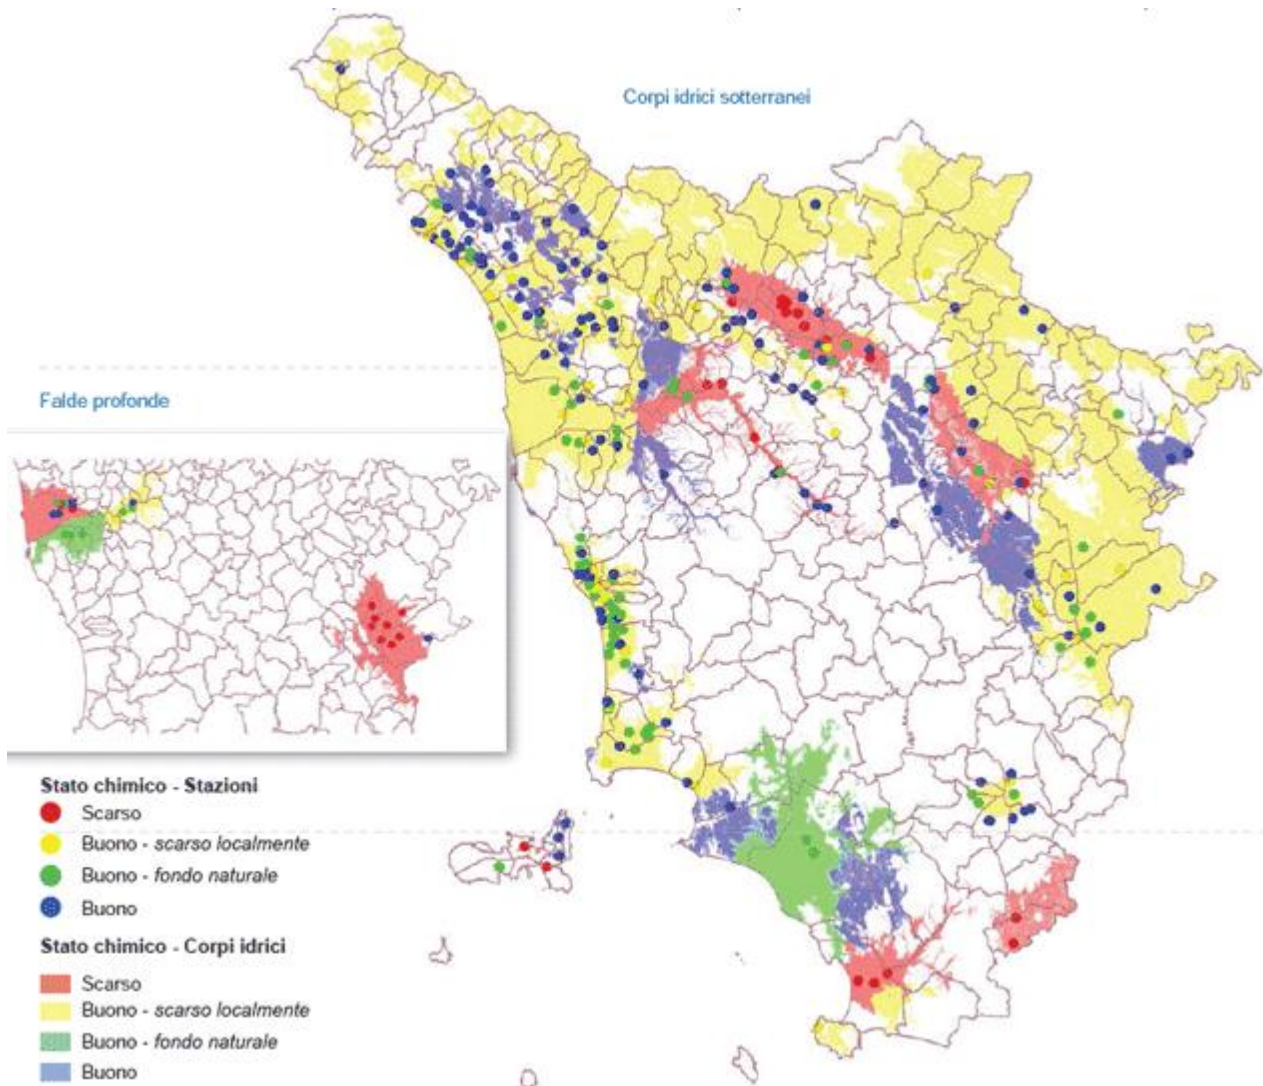 Corpi idrici sotterranei
Falde profonde
Stato chimico - Stazioni
Scarso
Buono - scarso localmente
Buono - fondo naturale
Buono
Stato chimico - Corpi idrici
Scarso
Buono - scarso localmente
Buono - fondo naturale
Buono